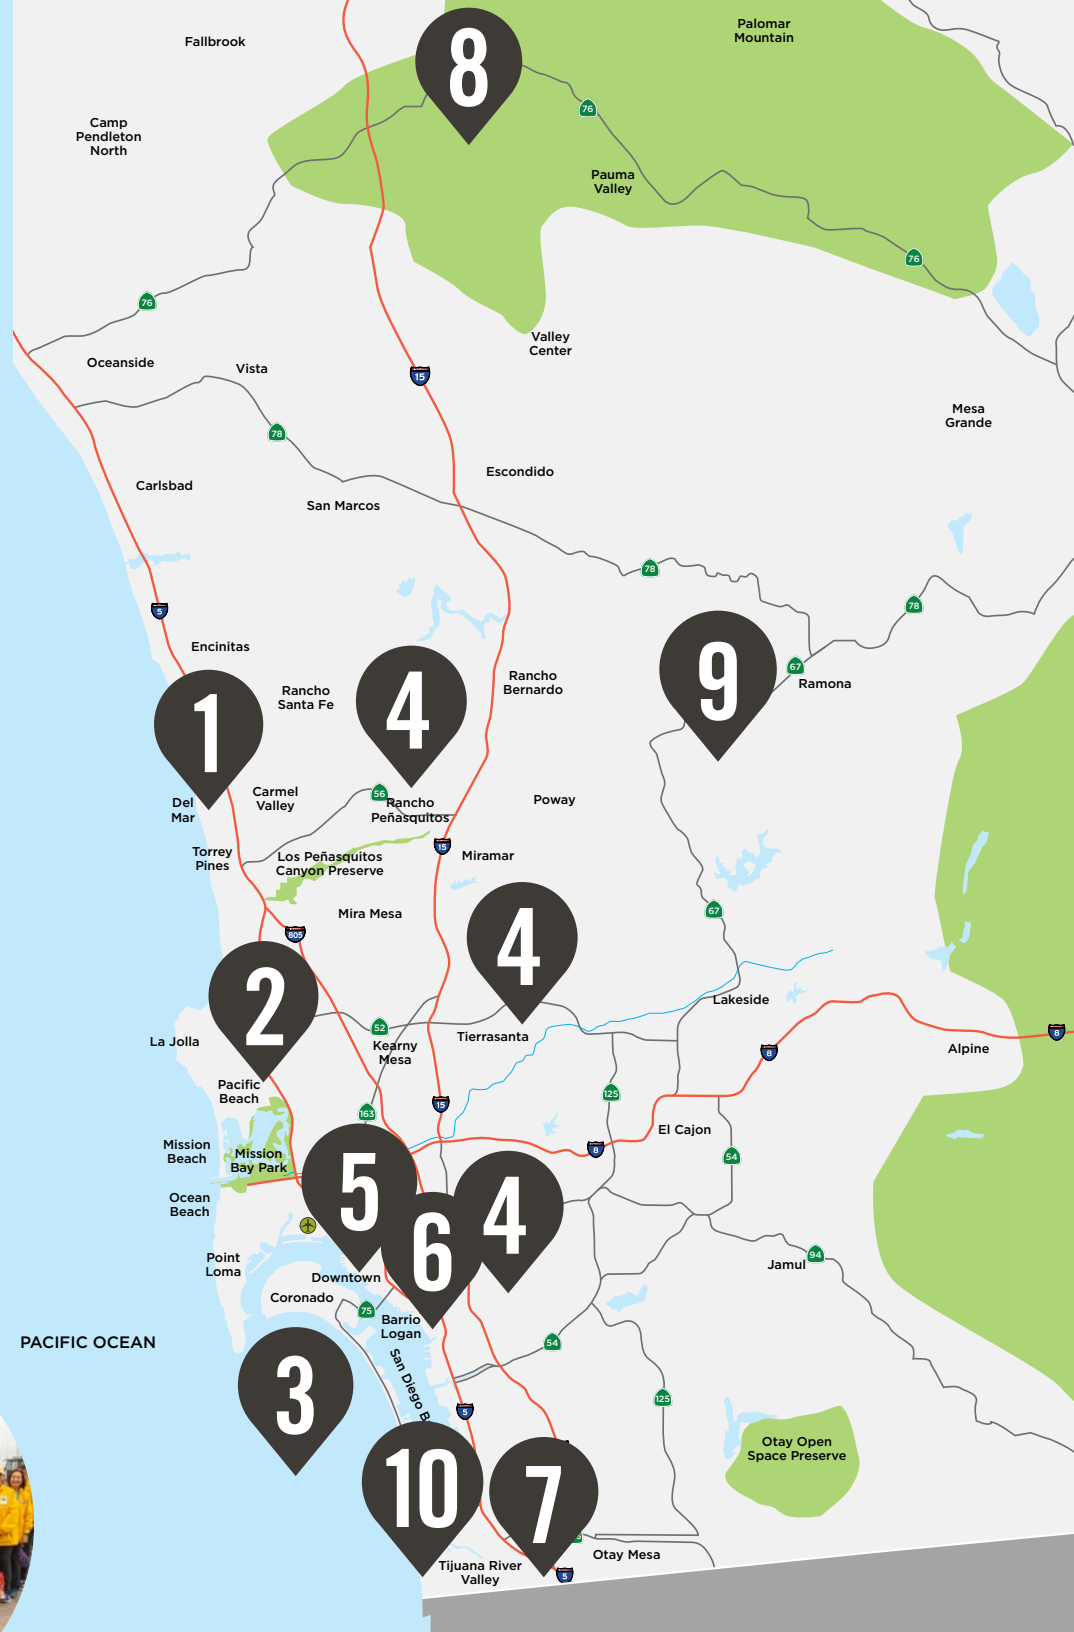 Palomar
Mountain
Fallbrook
8
76
Camp
Pendleton
North
Pauma
Valley
76
76
Valley
Center
Oceanside
Vista
15
Mesa
Grande
78
Escondido
Carlsbad
San Marcos
78
78
5
Encinitas
9
67
Ramona
Rancho
Bernardo
Rancho
Santa Fe
4
1
56
Carmel
Valley
Rancho
Peñasquitos
Poway
Del
Mar
15
Torrey
Pines
Los Peñasquitos
Canyon Preserve
Miramar
67
Mira Mesa
805
4
2
Lakeside
52
8
Tierrasanta
La Jolla
Kearny
Mesa
Alpine
8
Pacific
Beach
125
15
163
El Cajon
Mission
Beach
8
54
Mission
Bay Park
5
4
Ocean
Beach
6
94
Point
Loma
Jamul
Downtown
Coronado
75
Barrio
Logan
PACIFIC OCEAN
54
3
San Diego B
125
5
Otay Open
Space Preserve
10
7
Otay Mesa
Tijuana River
Valley
5